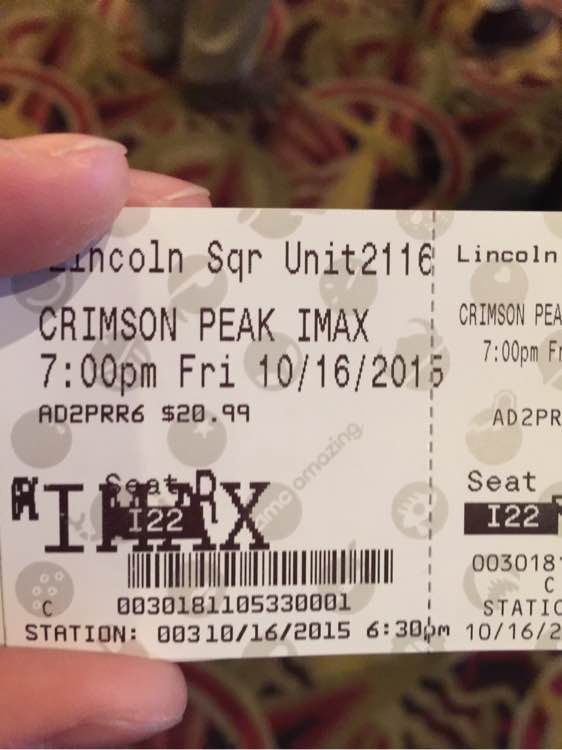 Lincoln Sqr Unit2116
CRIMSON PEAK IMAX
7:00pm Fri 10/16/2015
AD2PRR6 $20.99
amc amazing.
Seat
I22
IMAX
R
0030181105330001
C
STATION: 003 10/16/2015 6:30pm
Lincoln
CRIMSON PEA
7:00pm Fr
AD2PR
Seat
I22
0030181
C
STATIO
10/16/2